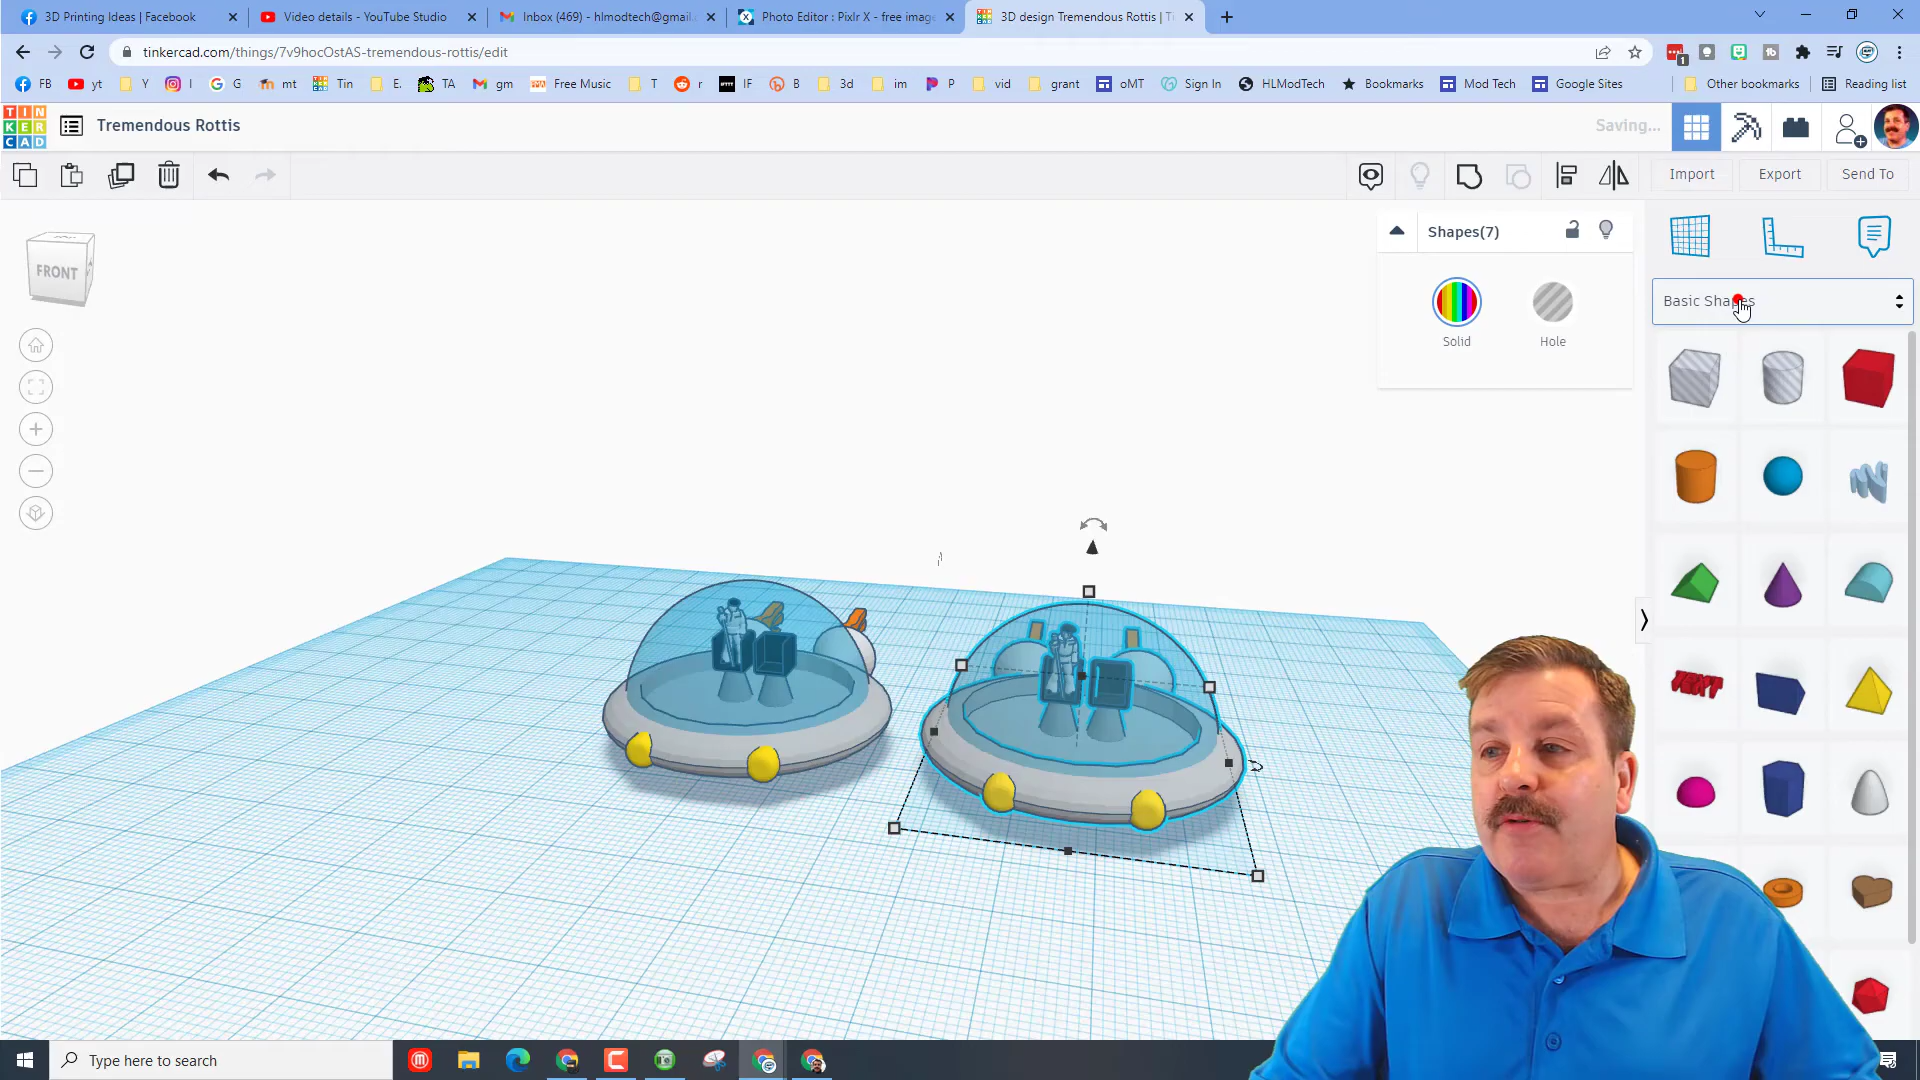 3D Printing Ideas | Facebook
Video details - YouTube Studio
Inbox (469) - hlmodtech@gmail.
Photo Editor : Pixlr X - free image
3D design Tremendous Rottis | Ti
tinkercad.com/things/7v9hocOstAS-tremendous-rottis/edit
1
FB
yt
Y
I
G
mt
Tin
E.
TA
gm
Free Music
T
r
IF
B
3d
im
P
vid
grant
oMT
Sign In
HLModTech
Bookmarks
Mod Tech
Google Sites
Other bookmarks
Reading list
TIN
KER
CAD
Tremendous Rottis
Saving...
Import
Export
Send To
FRONT
Shapes(7)
Solid
Hole
Basic Shapes
TEXT
Type here to search